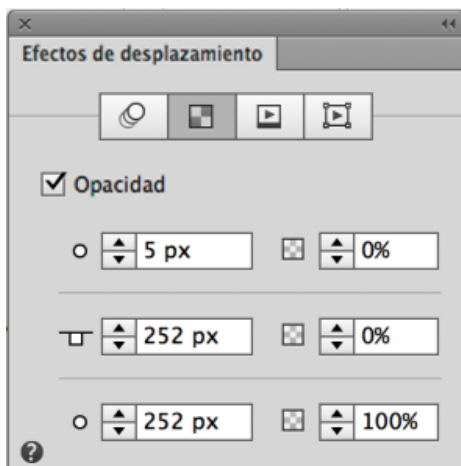 Efectos de desplazamiento
Opacidad
5 px 0%
252 px 0%
252 px 100%
?